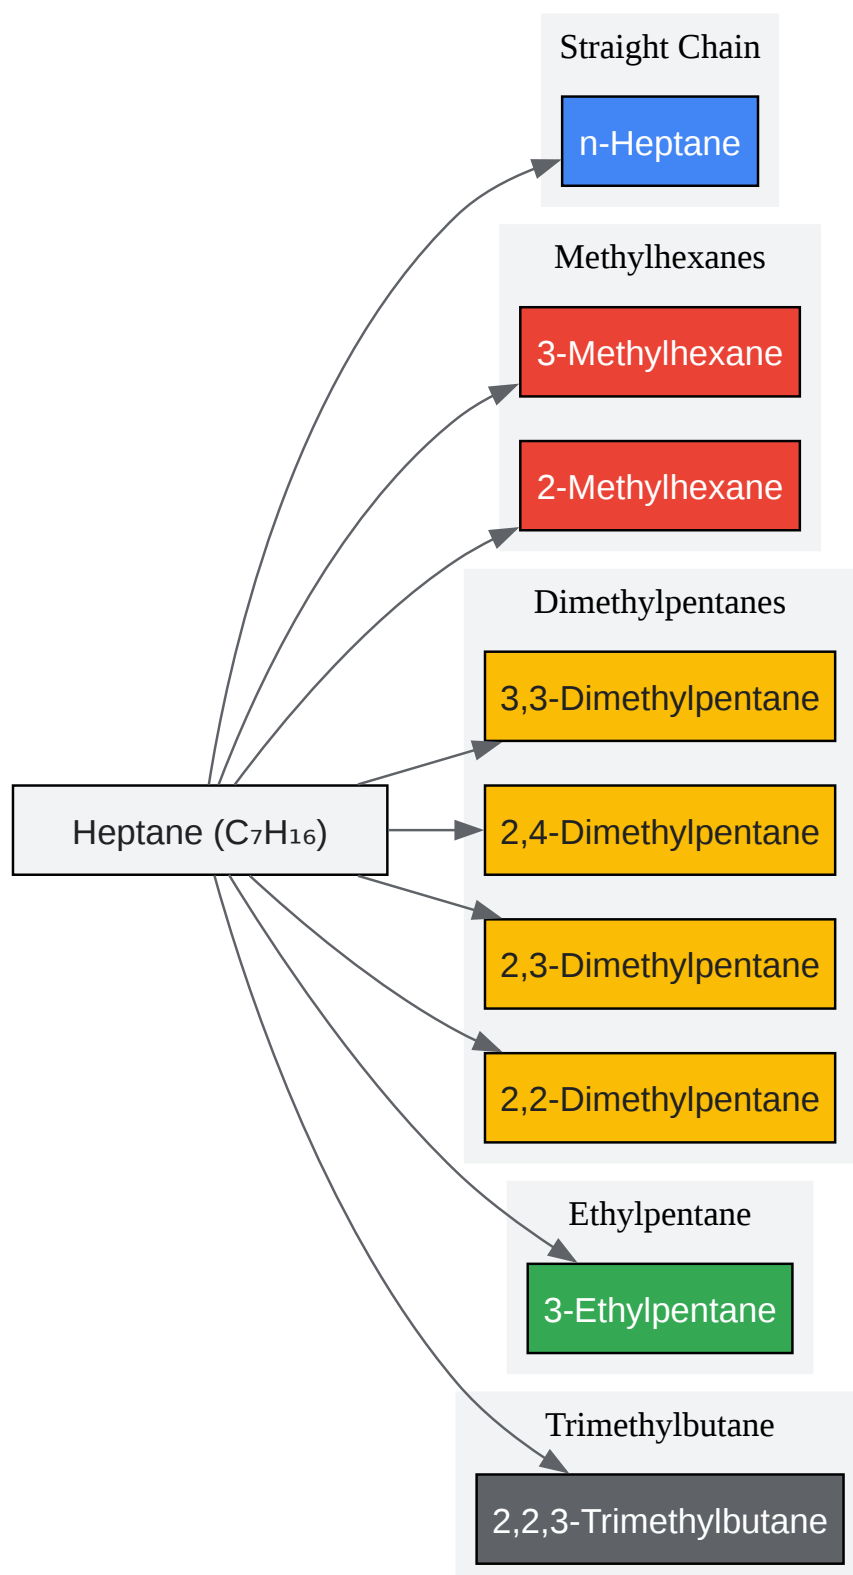 Straight Chain
n-Heptane
Methylhexanes
3-Methylhexane
2-Methylhexane
Dimethylpentanes
3,3-Dimethylpentane
Heptane (C₇H₁₆)
2,4-Dimethylpentane
2,3-Dimethylpentane
2,2-Dimethylpentane
Ethylpentane
3-Ethylpentane
Trimethylbutane
2,2,3-Trimethylbutane